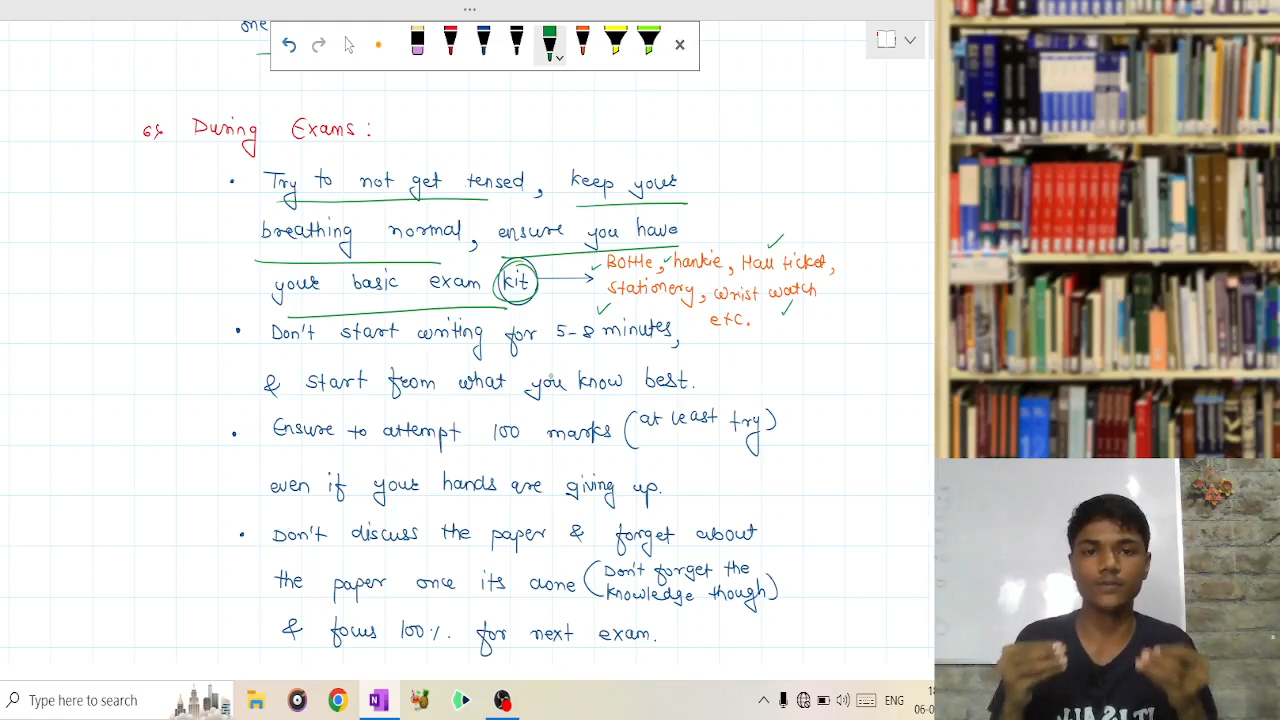 one
6) During Exams:
• Try to not get tensed, keep your
breathing normal, ensure you have
your basic exam kit → Bottle, hankie, Hall ticket,
stationery, wrist watch
etc.
• Don't start writing for 5-8 minutes,
& start from what you know best.
• Ensure to attempt 100 marks (at least try)
even if your hands are giving up.
• Don't discuss the paper & forget about
the paper once its done (Don't forget the
knowledge though)
& focus 100% for next exam.
Type here to search
ENG